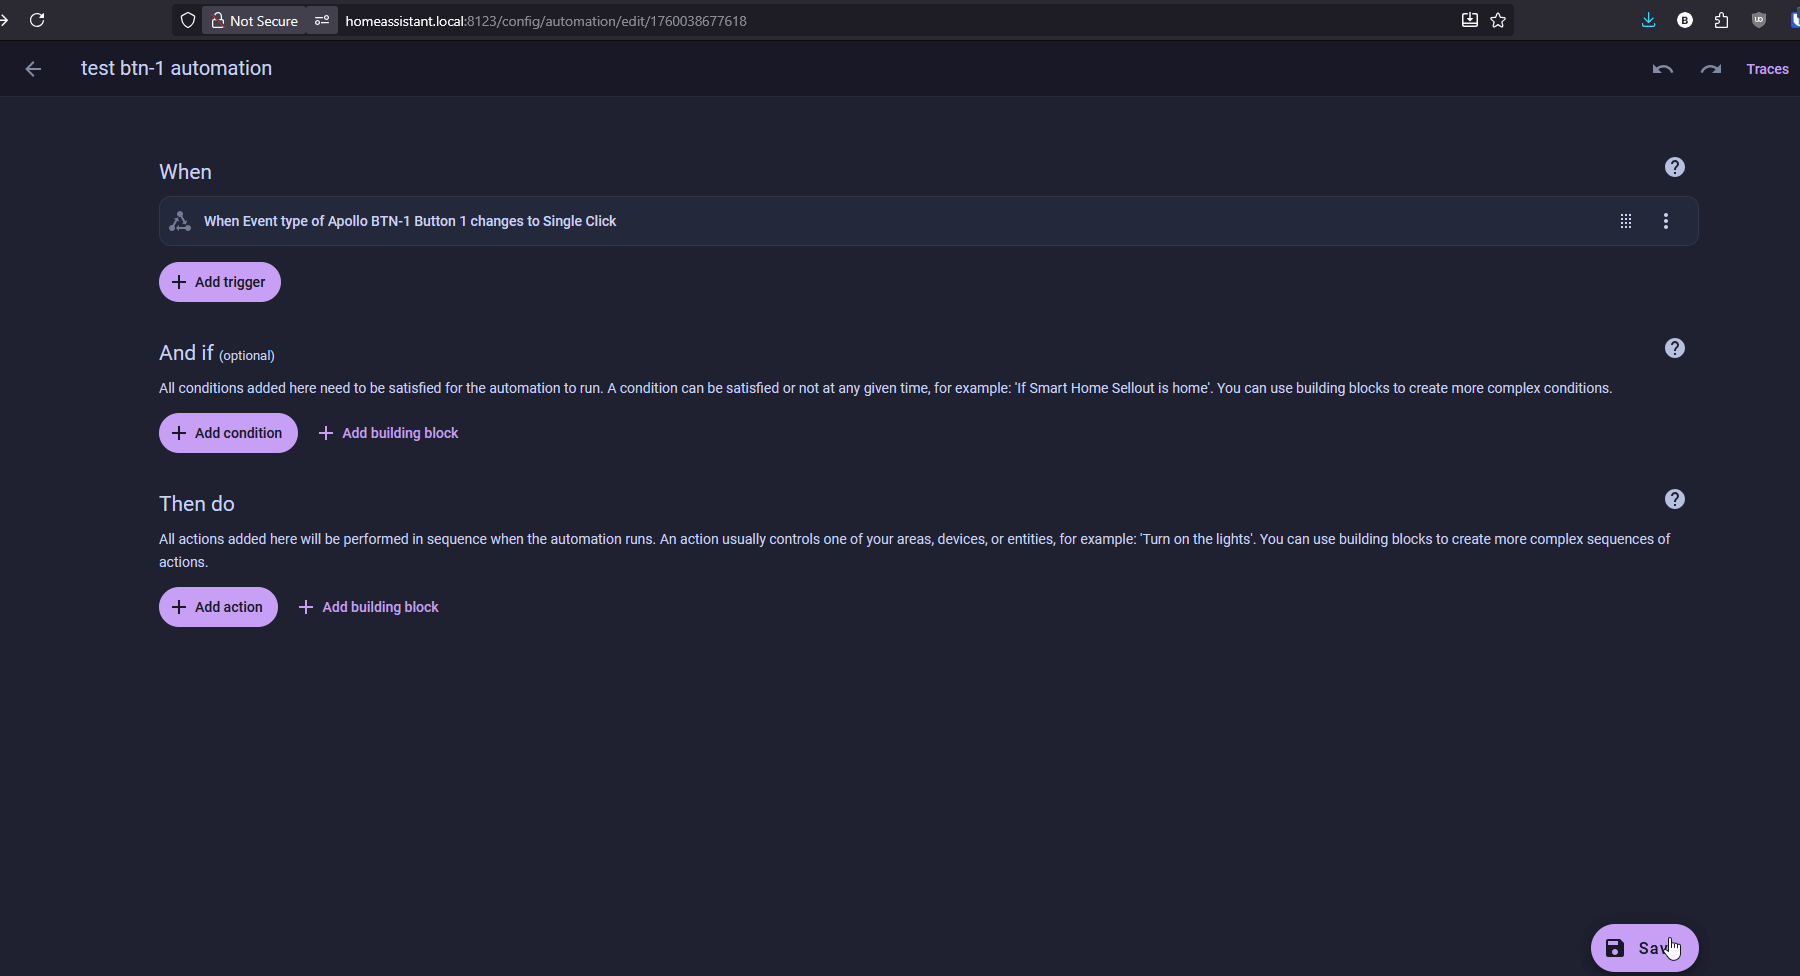 Not Secure
homeassistant.local:8123/config/automation/edit/1760038677618
B
test btn-1 automation
Traces
When
When Event type of Apollo BTN-1 Button 1 changes to Single Click
Add trigger
And if (optional)
All conditions added here need to be satisfied for the automation to run. A condition can be satisfied or not at any given time, for example: 'If Smart Home Sellout is home'. You can use building blocks to create more complex conditions.
Add condition
Add building block
Then do
All actions added here will be performed in sequence when the automation runs. An action usually controls one of your areas, devices, or entities, for example: 'Turn on the lights'. You can use building blocks to create more complex sequences of
actions.
Add action
Add building block